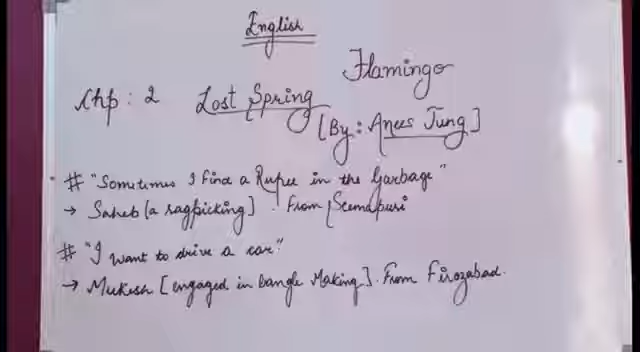 English
Flamingo
Chp : 2 Lost Spring
[By : Anees Jung]
# "Sometimes I find a Rupee in the Garbage"
→ Saheb [a ragpicking]. From Seemapuri
# "I want to drive a car."
→ Mukesh [engaged in bangle Making]. From Firozabad.